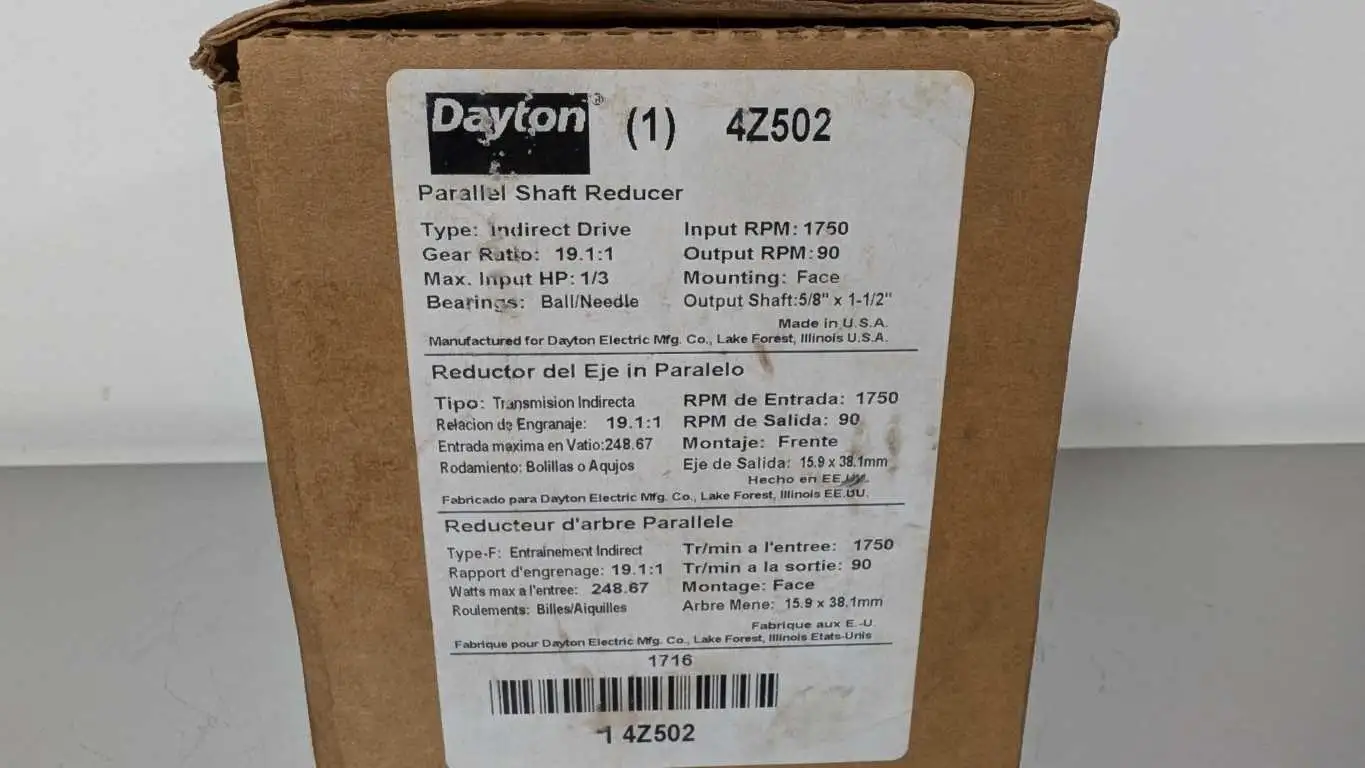 Dayton® (1) 4Z502
Parallel Shaft Reducer
Type: Indirect Drive Input RPM: 1750
Gear Ratio: 19.1:1 Output RPM: 90
Max. Input HP: 1/3 Mounting: Face
Bearings: Ball/Needle Output Shaft: 5/8" x 1-1/2"
Made in U.S.A.
Manufactured for Dayton Electric Mfg. Co., Lake Forest, Illinois U.S.A.
Reductor del Eje in Paralelo
Tipo: Transmision Indirecta RPM de Entrada: 1750
Relacion de Engranaje: 19.1:1 RPM de Salida: 90
Entrada maxima en Vatio: 248.67 Montaje: Frente
Rodamiento: Bolillas o Aqujos Eje de Salida: 15.9 x 38.1mm
Hecho en EE.UU.
Fabricado para Dayton Electric Mfg. Co., Lake Forest, Illinois EE.UU.
Reducteur d'arbre Parallele
Type-F: Entrainement Indirect Tr/min a l'entree: 1750
Rapport d'engrenage: 19.1:1 Tr/min a la sortie: 90
Watts max a l'entree: 248.67 Montage: Face
Roulements: Billes/Aiquilles Arbre Mene: 15.9 x 38.1mm
Fabrique aux E.-U.
Fabrique pour Dayton Electric Mfg. Co., Lake Forest, Illinois Etats-Unis
1716
1 4Z502